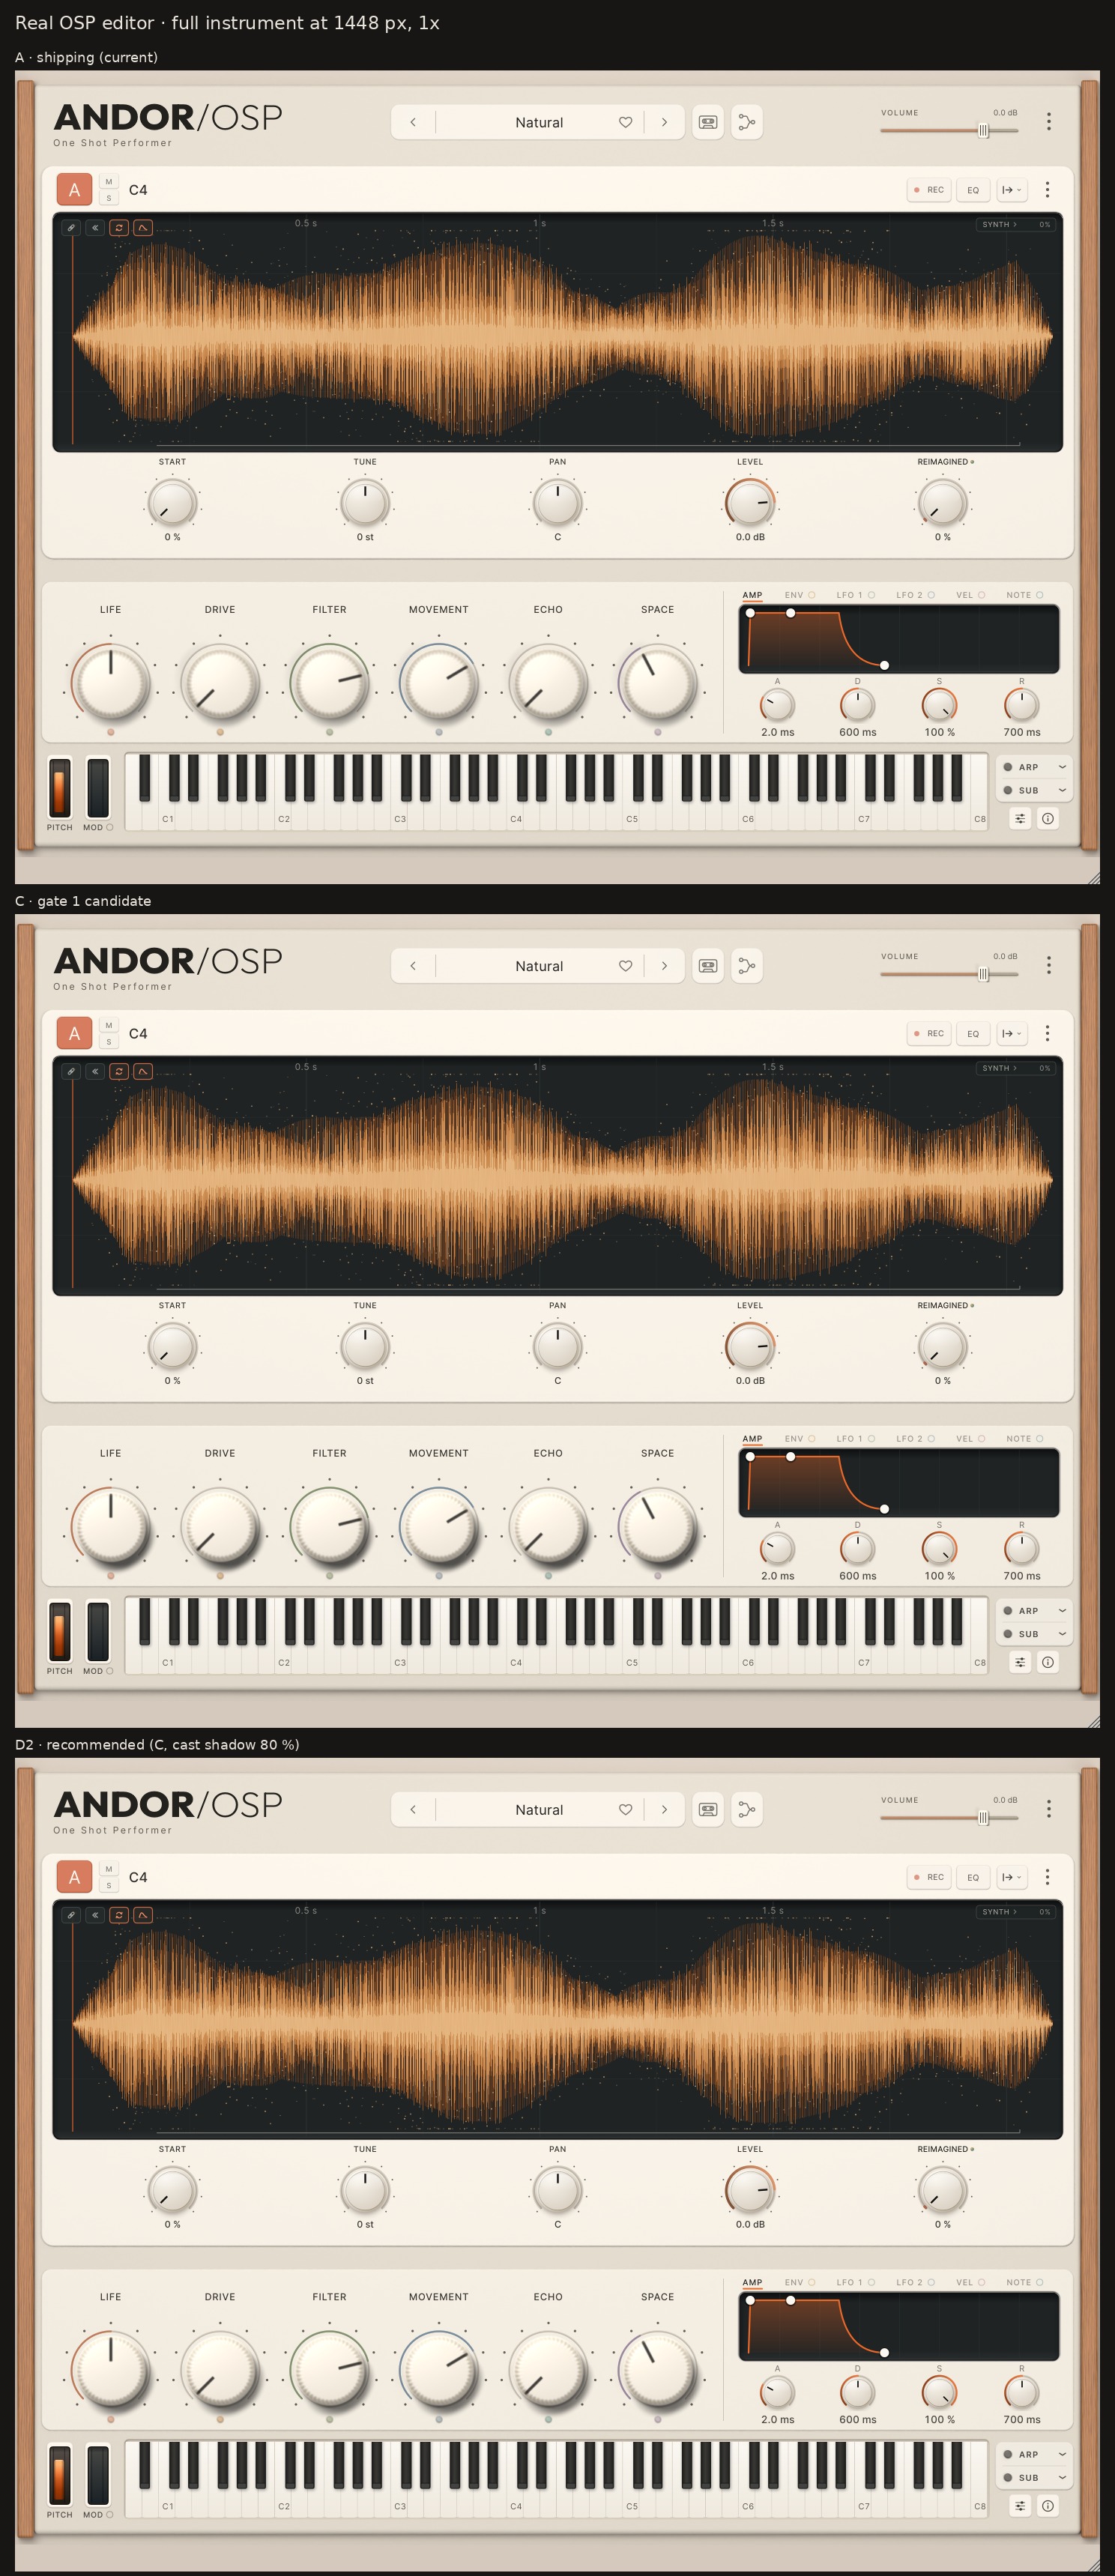 Real OSP editor · full instrument at 1448 px, 1x
A · shipping (current)
ANDOR/OSP
One Shot Performer
Natural
VOLUME 0.0 dB
A M S C4
REC EQ
0.5 s 1 s 1.5 s SYNTH 0%
START TUNE PAN LEVEL REIMAGINED
0 % 0 st C 0.0 dB 0 %
LIFE DRIVE FILTER MOVEMENT ECHO SPACE
AMP ENV LFO 1 LFO 2 VEL NOTE
A D S R
2.0 ms 600 ms 100 % 700 ms
ARP
SUB
C1 C2 C3 C4 C5 C6 C7 C8
PITCH MOD
C · gate 1 candidate
ANDOR/OSP
One Shot Performer
Natural
VOLUME 0.0 dB
A M S C4
REC EQ
0.5 s 1 s 1.5 s SYNTH 0%
START TUNE PAN LEVEL REIMAGINED
0 % 0 st C 0.0 dB 0 %
LIFE DRIVE FILTER MOVEMENT ECHO SPACE
AMP ENV LFO 1 LFO 2 VEL NOTE
A D S R
2.0 ms 600 ms 100 % 700 ms
ARP
SUB
C1 C2 C3 C4 C5 C6 C7 C8
PITCH MOD
D2 · recommended (C, cast shadow 80 %)
ANDOR/OSP
One Shot Performer
Natural
VOLUME 0.0 dB
A M S C4
REC EQ
0.5 s 1 s 1.5 s SYNTH 0%
START TUNE PAN LEVEL REIMAGINED
0 % 0 st C 0.0 dB 0 %
LIFE DRIVE FILTER MOVEMENT ECHO SPACE
AMP ENV LFO 1 LFO 2 VEL NOTE
A D S R
2.0 ms 600 ms 100 % 700 ms
ARP
SUB
C1 C2 C3 C4 C5 C6 C7 C8
PITCH MOD